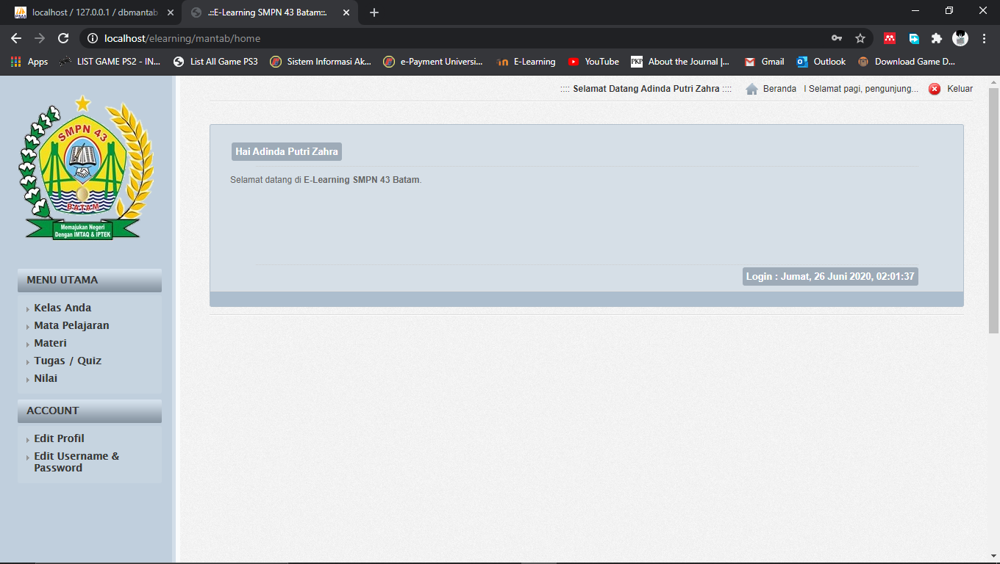 localhost / 127.0.0.1 / dbmantab
.::E-Learning SMPN 43 Batam::.
localhost/elearning/mantab/home
Apps LIST GAME PS2 - IN... List All Game PS3 Sistem Informasi Ak... e-Payment Universi... E-Learning YouTube About the Journal |... Gmail Outlook Download Game D...
:::: Selamat Datang Adinda Putri Zahra :::: Beranda I Selamat pagi, pengunjung... Keluar
SMPN 43
BATAM
Memajukan Negeri
Dengan IMTAQ & IPTEK
MENU UTAMA
Kelas Anda
Mata Pelajaran
Materi
Tugas / Quiz
Nilai
ACCOUNT
Edit Profil
Edit Username &
Password
Hai Adinda Putri Zahra
Selamat datang di E-Learning SMPN 43 Batam.
Login : Jumat, 26 Juni 2020, 02:01:37